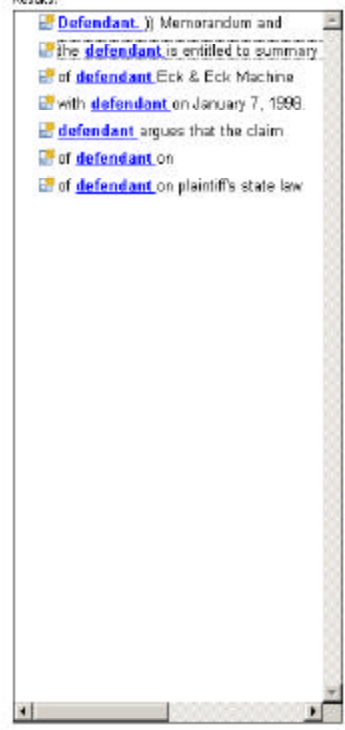 Results:
Defendant. )) Memorandum and
the defendant is entitled to summary
of defendant Eck & Eck Machine
with defendant on January 7, 1998.
defendant argues that the claim
of defendant on
of defendant on plaintiff's state law